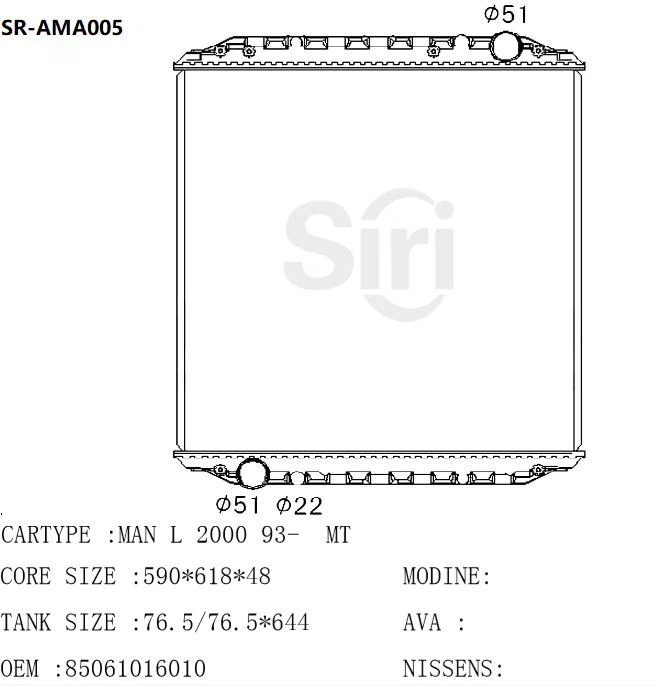 SR-AMA005
Φ51
Siri
Φ51 Φ22
CARTYPE :MAN L 2000 93- MT
CORE SIZE :590*618*48 MODINE:
TANK SIZE :76.5/76.5*644 AVA :
OEM :85061016010 NISSENS: